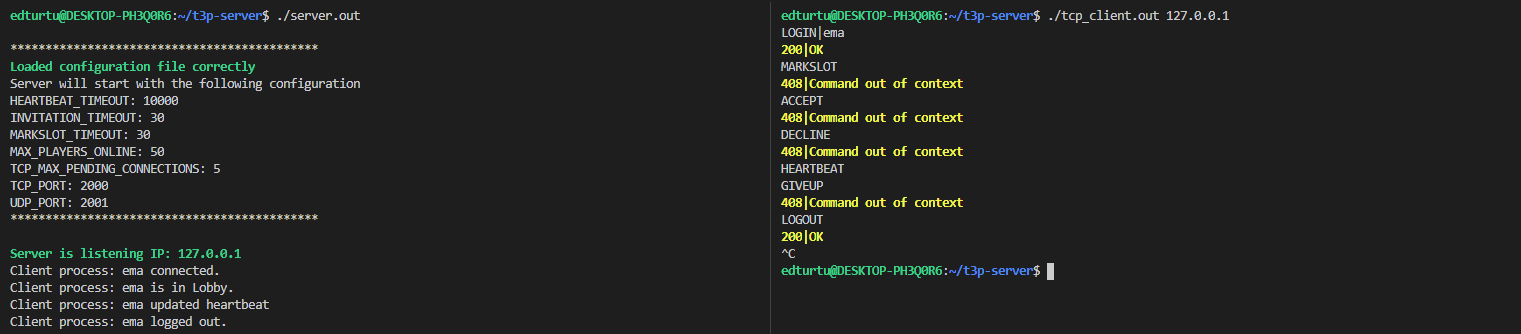 edturtu@DESKTOP-PH3Q0R6:~/t3p-server$ ./server.out
********************************************
Loaded configuration file correctly
Server will start with the following configuration
HEARTBEAT_TIMEOUT: 10000
INVITATION_TIMEOUT: 30
MARKSLOT_TIMEOUT: 30
MAX_PLAYERS_ONLINE: 50
TCP_MAX_PENDING_CONNECTIONS: 5
TCP_PORT: 2000
UDP_PORT: 2001
********************************************
Server is listening IP: 127.0.0.1
Client process: ema connected.
Client process: ema is in Lobby.
Client process: ema updated heartbeat
Client process: ema logged out.
edturtu@DESKTOP-PH3Q0R6:~/t3p-server$ ./tcp_client.out 127.0.0.1
LOGIN|ema
200|OK
MARKSLOT
408|Command out of context
ACCEPT
408|Command out of context
DECLINE
408|Command out of context
HEARTBEAT
GIVEUP
408|Command out of context
LOGOUT
200|OK
^C
edturtu@DESKTOP-PH3Q0R6:~/t3p-server$